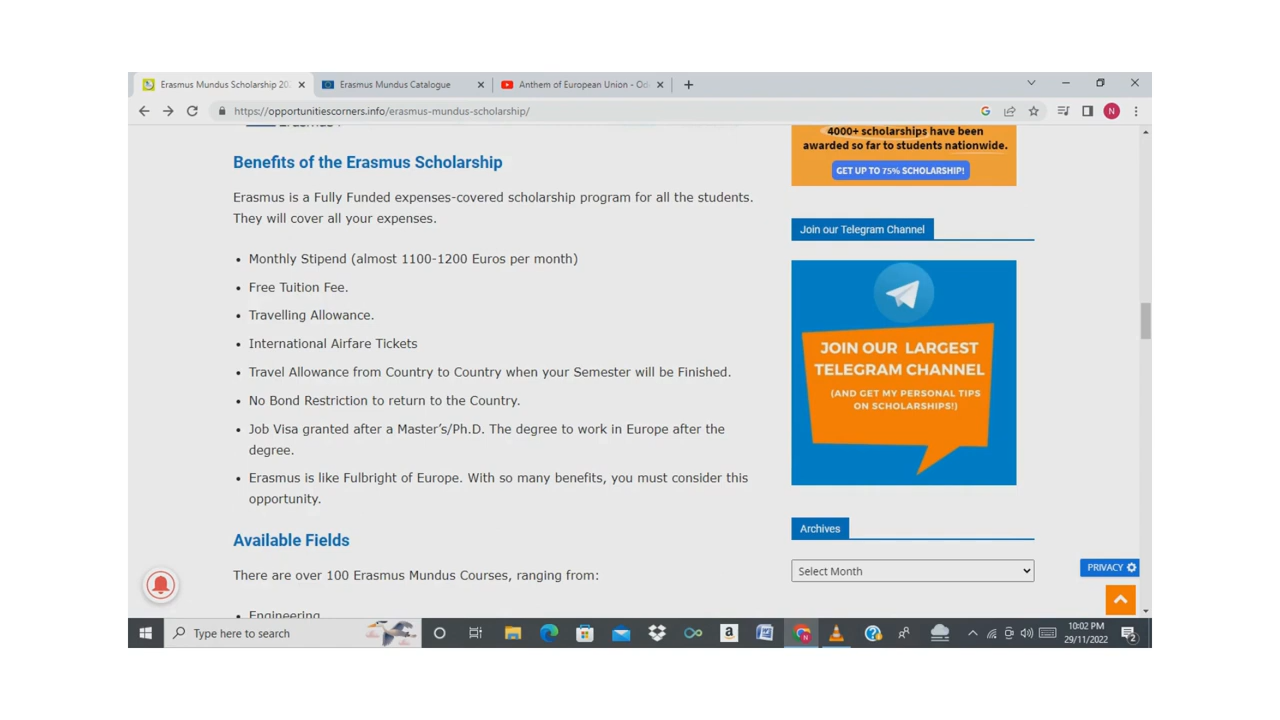 Erasmus Mundus Scholarship 202
Erasmus Mundus Catalogue
Anthem of European Union - Od
https://opportunitiescorners.info/erasmus-mundus-scholarship/
N
Benefits of the Erasmus Scholarship
Erasmus is a Fully Funded expenses-covered scholarship program for all the students.
They will cover all your expenses.
• Monthly Stipend (almost 1100-1200 Euros per month)
• Free Tuition Fee.
• Travelling Allowance.
• International Airfare Tickets
• Travel Allowance from Country to Country when your Semester will be Finished.
• No Bond Restriction to return to the Country.
• Job Visa granted after a Master’s/Ph.D. The degree to work in Europe after the
degree.
• Erasmus is like Fulbright of Europe. With so many benefits, you must consider this
opportunity.
Available Fields
There are over 100 Erasmus Mundus Courses, ranging from:
• Engineering
4000+ scholarships have been
awarded so far to students nationwide.
GET UP TO 75% SCHOLARSHIP!
Join our Telegram Channel
JOIN OUR LARGEST
TELEGRAM CHANNEL
(AND GET MY PERSONAL TIPS
ON SCHOLARSHIPS!)
Archives
Select Month
PRIVACY
Type here to search
10:02 PM
29/11/2022
2